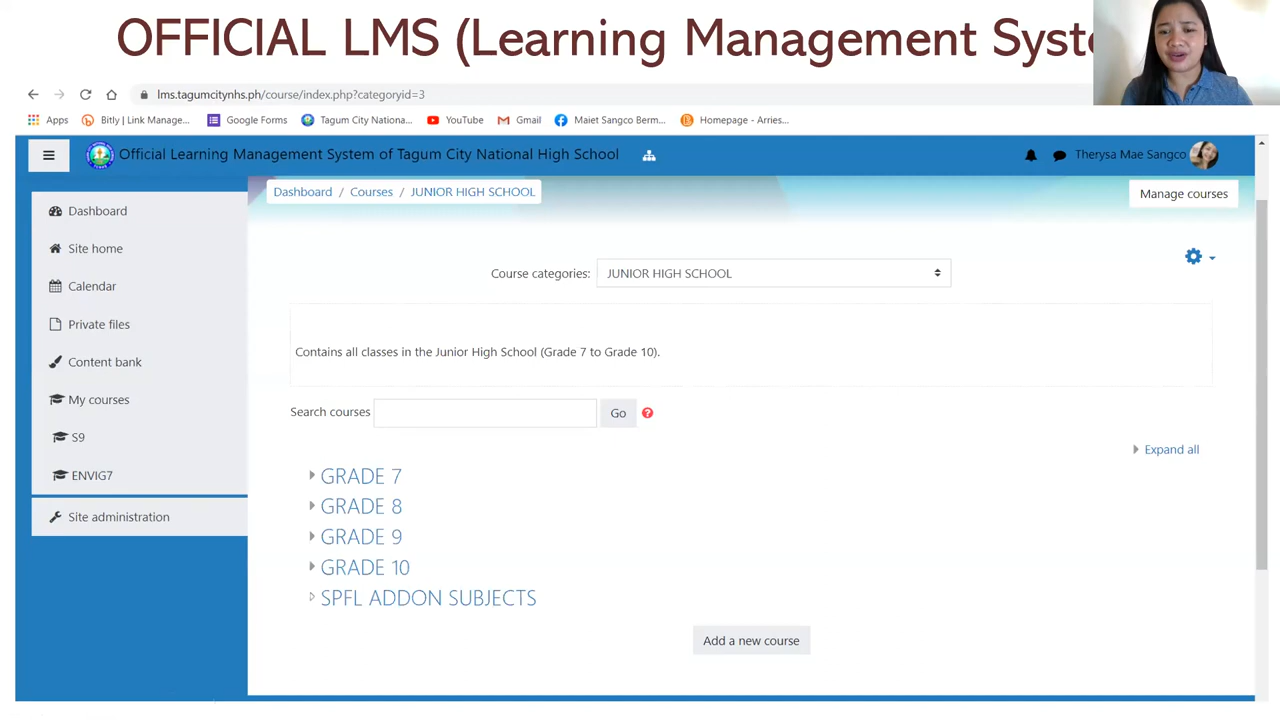 OFFICIAL LMS (Learning Management Syste
lms.tagumcitynhs.ph/course/index.php?categoryid=3
Apps Bitly | Link Manage... Google Forms Tagum City Nationa... YouTube Gmail Maiet Sangco Berm... Homepage - Arries...
Official Learning Management System of Tagum City National High School Therysa Mae Sangco
Dashboard / Courses / JUNIOR HIGH SCHOOL Manage courses
Dashboard
Site home
Calendar
Private files
Content bank
My courses
S9
ENVIG7
Site administration
Course categories: JUNIOR HIGH SCHOOL
Contains all classes in the Junior High School (Grade 7 to Grade 10).
Search courses Go ?
Expand all
GRADE 7
GRADE 8
GRADE 9
GRADE 10
SPFL ADDON SUBJECTS
Add a new course